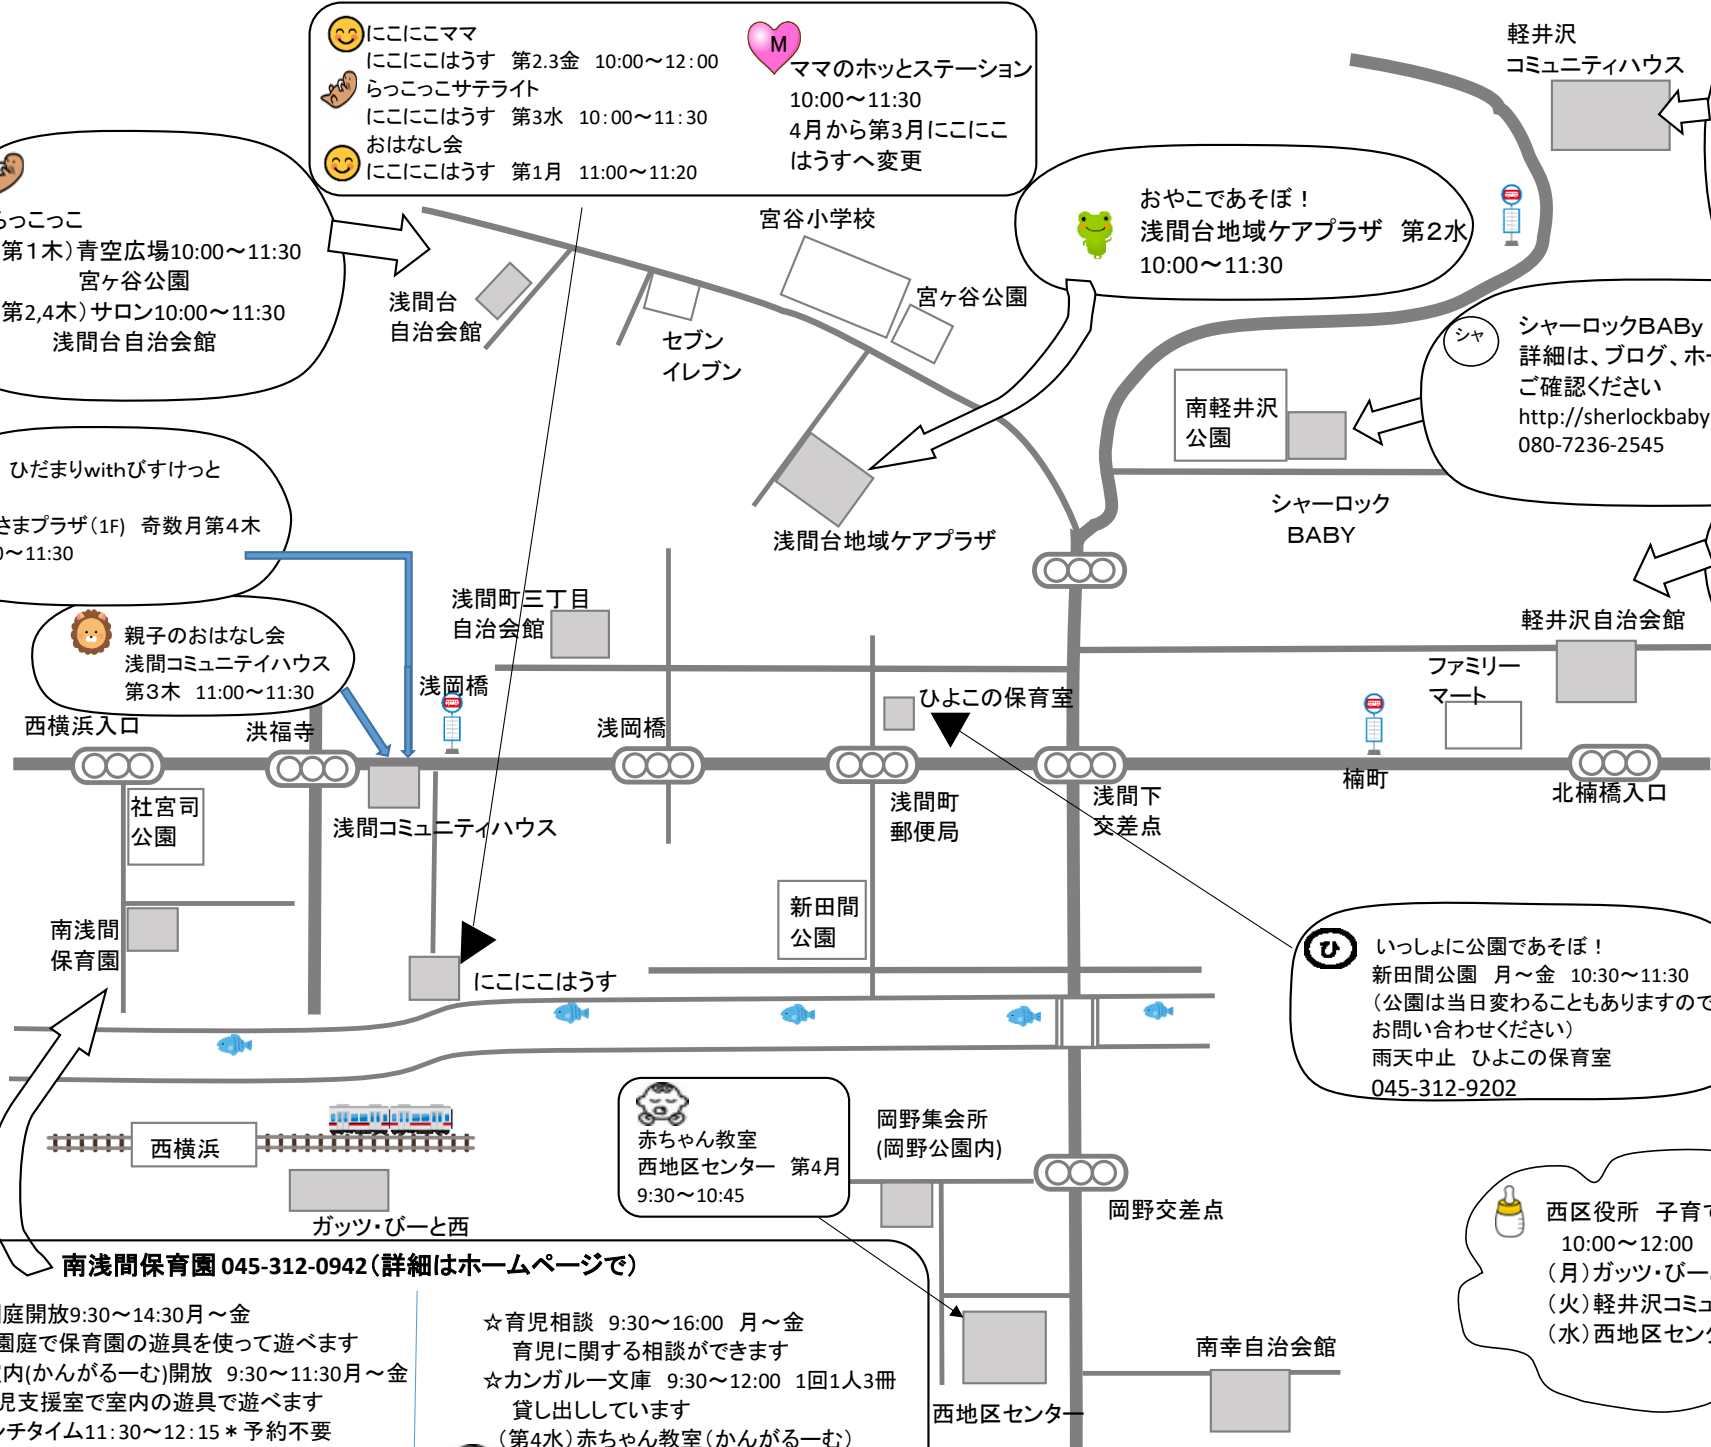 にこにこママ
にこにこはうす 第2.3金 10:00～12:00
らっこっこサテライト
にこにこはうす 第3水 10:00～11:30
おはなし会
にこにこはうす 第1月 11:00～11:20
M
ママのホッとステーション
10:00～11:30
4月から第3月にこにこ
はうすへ変更
軽井沢
コミュニティハウス
らっこっこ
第1木）青空広場10:00～11:30
宮ヶ谷公園
第2,4木）サロン10:00～11:30
浅間台自治会館
おやこであそぼ！
浅間台地域ケアプラザ 第2水
10:00～11:30
宮谷小学校
宮ヶ谷公園
浅間台
自治会館
セブン
イレブン
シャ
シャーロックBABy
詳細は、ブログ、ホー
ご確認ください
http://sherlockbaby
080-7236-2545
南軽井沢
公園
シャーロック
BABY
浅間台地域ケアプラザ
ひだまりwithびすけっと
さまプラザ（1F） 奇数月第4木
～11:30
親子のおはなし会
浅間コミュニテイハウス
第3木 11:00～11:30
浅間町三丁目
自治会館
軽井沢自治会館
ファミリー
マート
浅岡橋
ひよこの保育室
西横浜入口
洪福寺
浅岡橋
楠町
北楠橋入口
浅間町
郵便局
浅間下
交差点
社宮司
公園
浅間コミュニティハウス
新田間
公園
南浅間
保育園
にこにこはうす
ひ
いっしょに公園であそぼ！
新田間公園 月～金 10:30～11:30
（公園は当日変わることもありますので
お問い合わせください）
雨天中止 ひよこの保育室
045-312-9202
西横浜
ガッツ・びーと西
赤ちゃん教室
西地区センター 第4月
9:30～10:45
岡野集会所
(岡野公園内)
岡野交差点
西区役所 子育て
10:00～12:00
（月）ガッツ・びー
（火）軽井沢コミュ
（水）西地区セン
南浅間保育園 045-312-0942（詳細はホームページで）
庭開放9:30～14:30月～金
園庭で保育園の遊具を使って遊べます
内(かんがるーむ)開放 9:30～11:30月～金
児支援室で室内の遊具で遊べます
ンチタイム11:30～12:15＊予約不要
☆育児相談 9:30～16:00 月～金
育児に関する相談ができます
☆カンガルー文庫 9:30～12:00 1回1人3冊
貸し出ししています
（第4水）赤ちゃん教室（かんがるーむ）
西地区センター
南幸自治会館